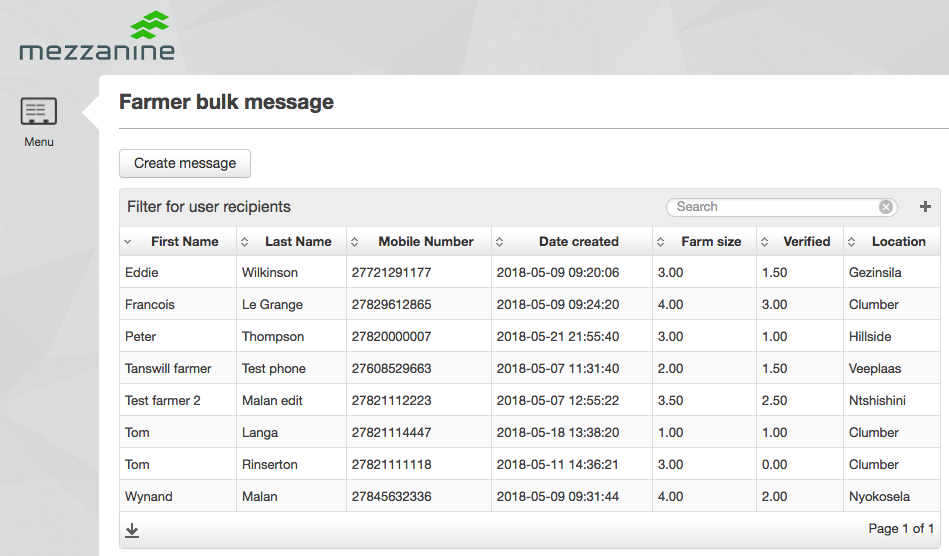 mezzanine
Menu
Farmer bulk message
Create message
Filter for user recipients Search
First Name Last Name Mobile Number Date created Farm size Verified Location
Eddie Wilkinson 27721291177 2018-05-09 09:20:06 3.00 1.50 Gezinsila
Francois Le Grange 27829612865 2018-05-09 09:24:20 4.00 3.00 Clumber
Peter Thompson 27820000007 2018-05-21 21:55:40 3.00 1.00 Hillside
Tanswill farmer Test phone 27608529663 2018-05-07 11:31:40 2.00 1.50 Veeplaas
Test farmer 2 Malan edit 27821112223 2018-05-07 12:55:22 3.50 2.50 Ntshishini
Tom Langa 27821114447 2018-05-18 13:38:20 1.00 1.00 Clumber
Tom Rinserton 27821111118 2018-05-11 14:36:21 3.00 0.00 Clumber
Wynand Malan 27845632336 2018-05-09 09:31:44 4.00 2.00 Nyokosela
Page 1 of 1